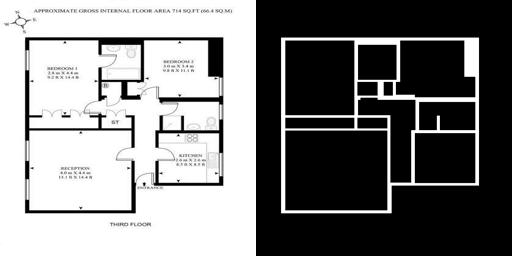 APPROXIMATE GROSS INTERNAL FLOOR AREA 714 SQ.FT (66.4 SQ.M)
N
E
W
S
BEDROOM 1
2.8 m X 4.4 m
9.2 ft X 14.4 ft
BEDROOM 2
3.0 m X 3.4 m
9.8 ft X 11.1 ft
B
ST
KITCHEN
2.6 m X 2.6 m
8.5 ft X 8.5 ft
RECEPTION
4.0 m X 4.4 m
13.1 ft X 14.4 ft
ENTRANCE
THIRD FLOOR